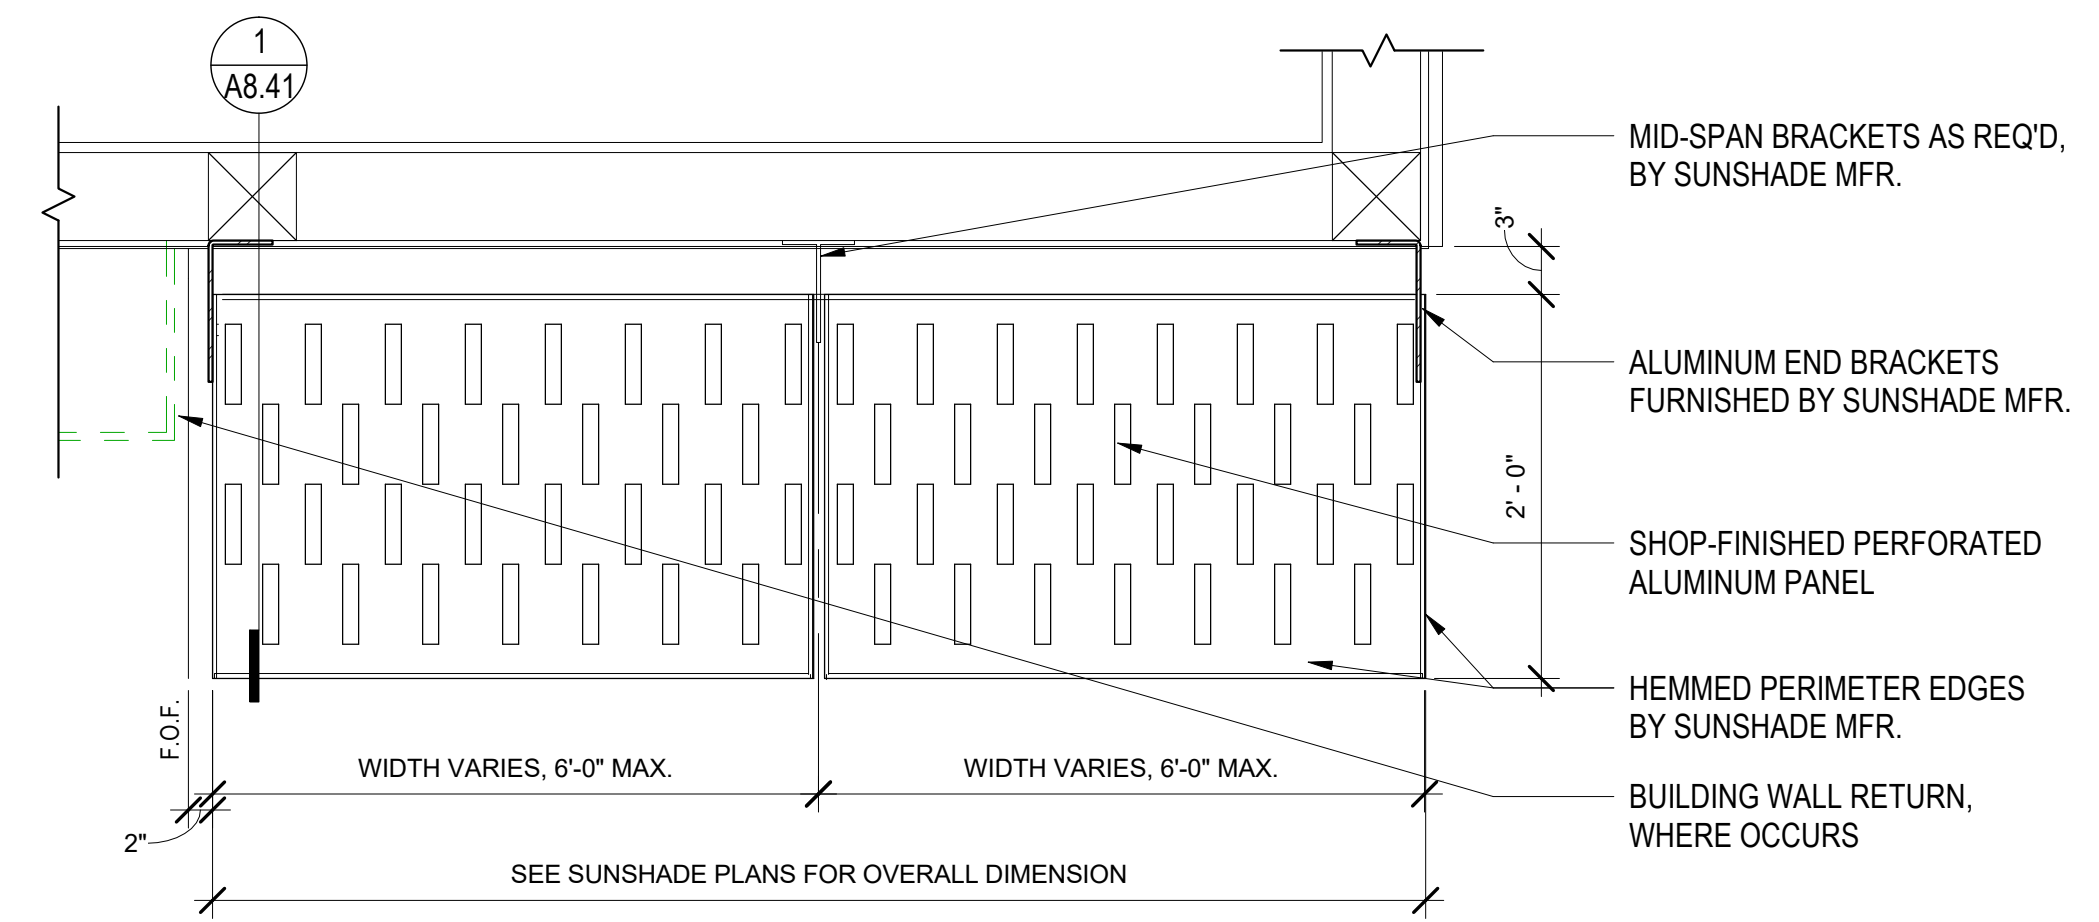 1
A8.41
MID-SPAN BRACKETS AS REQ'D,
BY SUNSHADE MFR.
3"
ALUMINUM END BRACKETS
FURNISHED BY SUNSHADE MFR.
2' - 0"
SHOP-FINISHED PERFORATED
ALUMINUM PANEL
HEMMED PERIMETER EDGES
BY SUNSHADE MFR.
F.O.F.
WIDTH VARIES, 6'-0" MAX.
WIDTH VARIES, 6'-0" MAX.
BUILDING WALL RETURN,
WHERE OCCURS
2"
SEE SUNSHADE PLANS FOR OVERALL DIMENSION